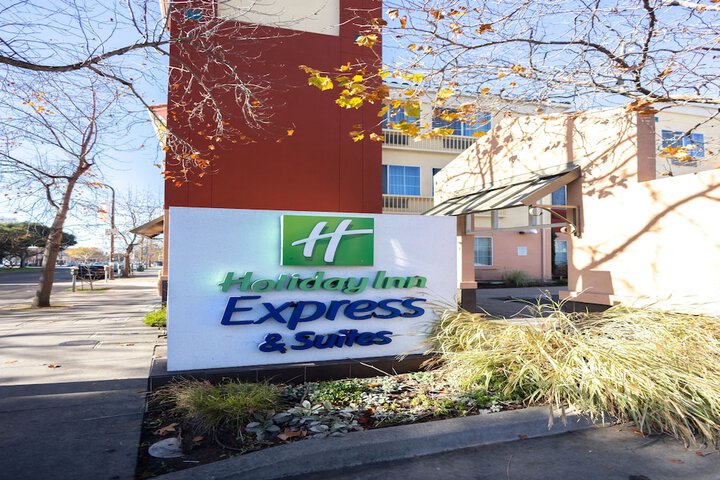 H
Holiday Inn
Express
& Suites